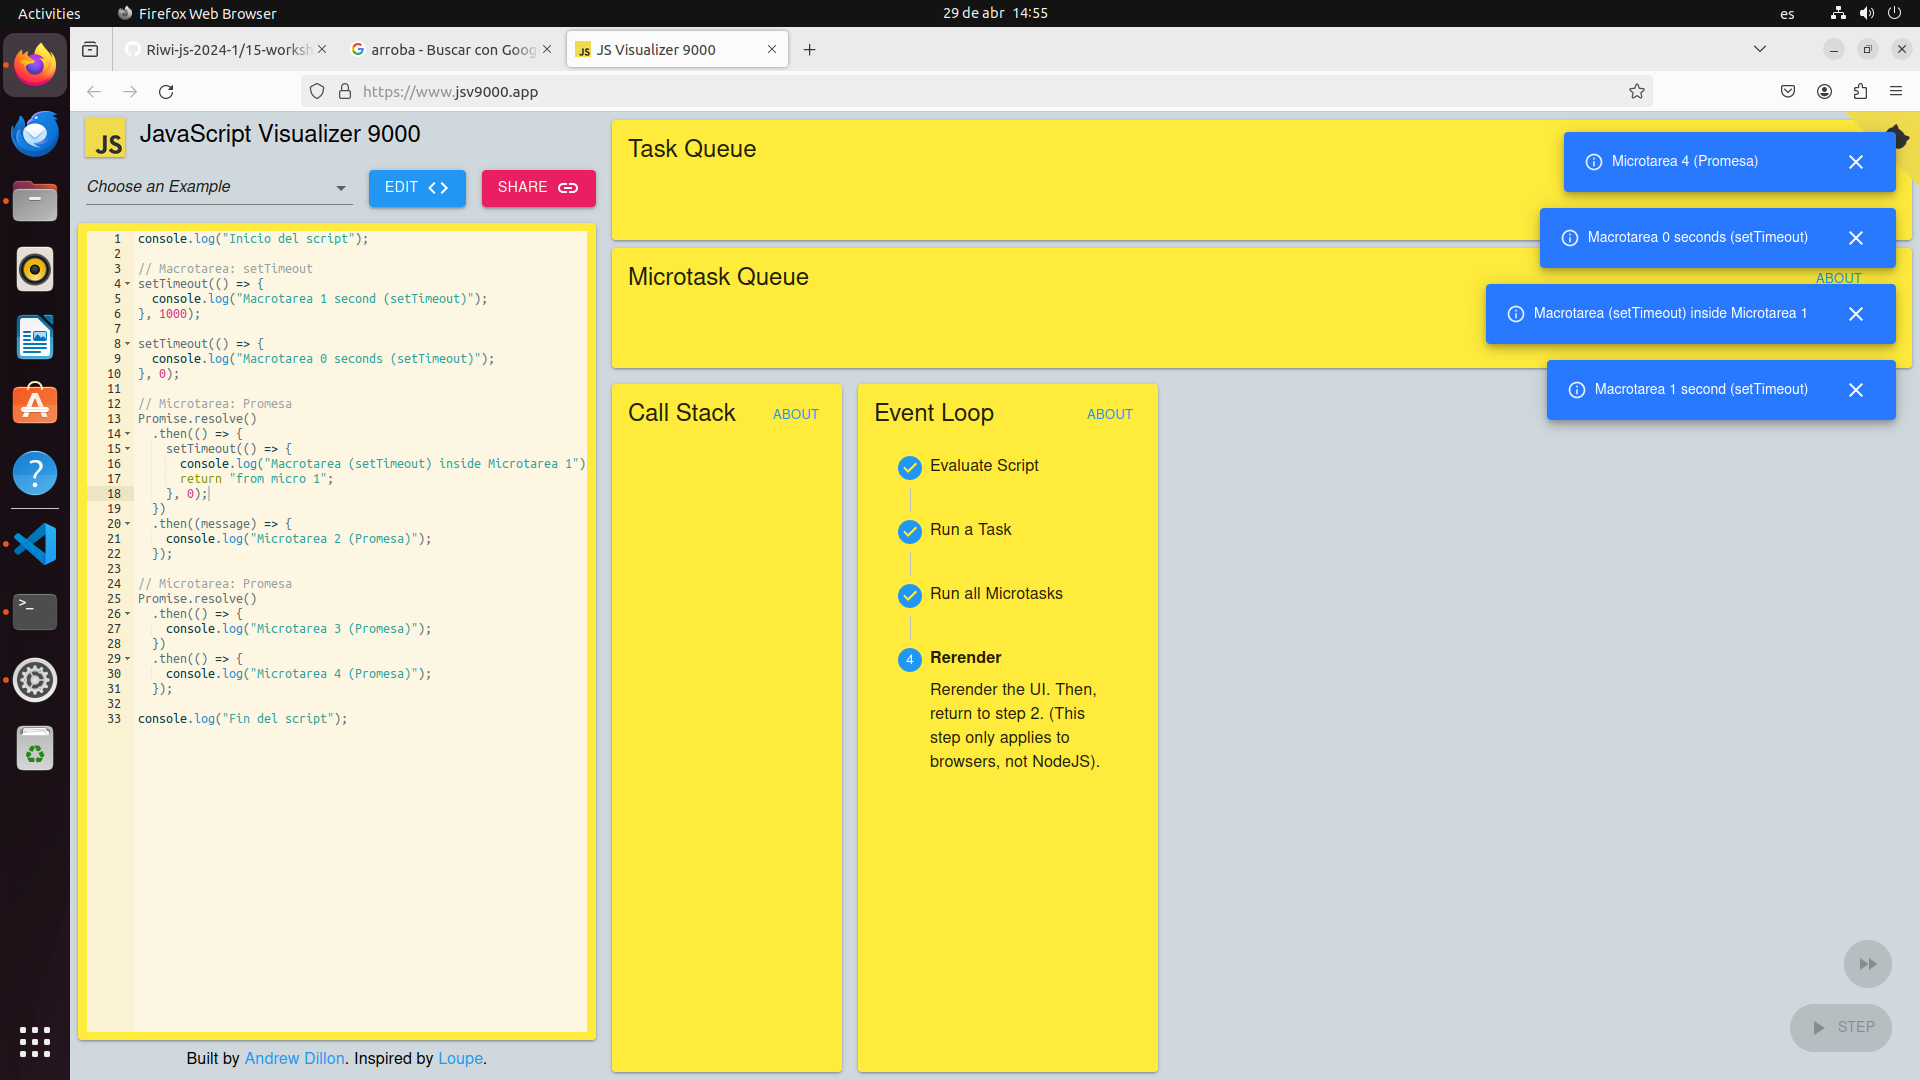 Activities
Firefox Web Browser
29 de abr 14:55
es
Riwi-js-2024-1/15-worksh
arroba - Buscar con Goog
JS Visualizer 9000
https://www.jsv9000.app
JS
JavaScript Visualizer 9000
Choose an Example
EDIT
SHARE
1 console.log("Inicio del script");
2
3 // Macrotarea: setTimeout
4 setTimeout(() => {
5 console.log("Macrotarea 1 second (setTimeout)");
6 }, 1000);
7
8 setTimeout(() => {
9 console.log("Macrotarea 0 seconds (setTimeout)");
10 }, 0);
11
12 // Microtarea: Promesa
13 Promise.resolve()
14 .then(() => {
15 setTimeout(() => {
16 console.log("Macrotarea (setTimeout) inside Microtarea 1")
17 return "from micro 1";
18 }, 0);
19 })
20 .then((message) => {
21 console.log("Microtarea 2 (Promesa)");
22 });
23
24 // Microtarea: Promesa
25 Promise.resolve()
26 .then(() => {
27 console.log("Microtarea 3 (Promesa)");
28 })
29 .then(() => {
30 console.log("Microtarea 4 (Promesa)");
31 });
32
33 console.log("Fin del script");
Built by Andrew Dillon. Inspired by Loupe.
Task Queue
Microtask Queue
ABOUT
Call Stack
ABOUT
Event Loop
ABOUT
Evaluate Script
Run a Task
Run all Microtasks
4 Rerender
Rerender the UI. Then,
return to step 2. (This
step only applies to
browsers, not NodeJS).
Microtarea 4 (Promesa)
Macrotarea 0 seconds (setTimeout)
Macrotarea (setTimeout) inside Microtarea 1
Macrotarea 1 second (setTimeout)
STEP